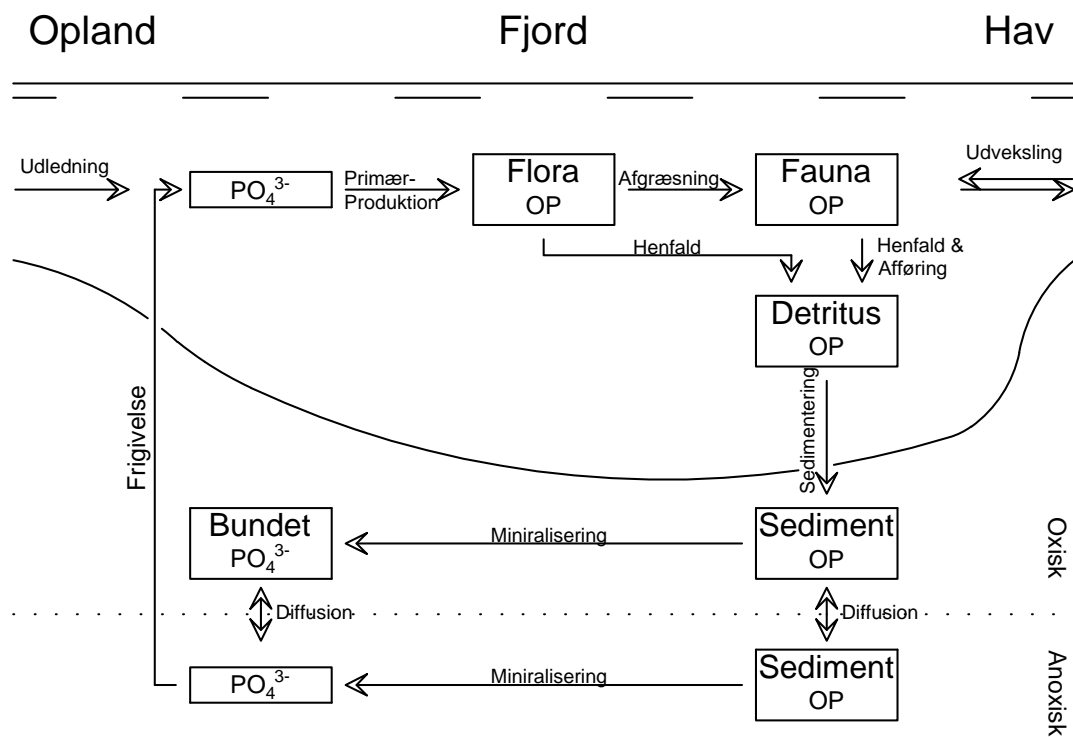 Opland
Fjord
Hav
Udledning
PO₄³⁻
Primær-
Produktion
Flora
OP
Afgræsning
Fauna
OP
Udveksling
Henfald
Henfald &
Afføring
Detritus
OP
Sedimentering
Frigivelse
Bundet
PO₄³⁻
Miniralisering
Sediment
OP
Oxisk
Diffusion
Diffusion
PO₄³⁻
Miniralisering
Sediment
OP
Anoxisk